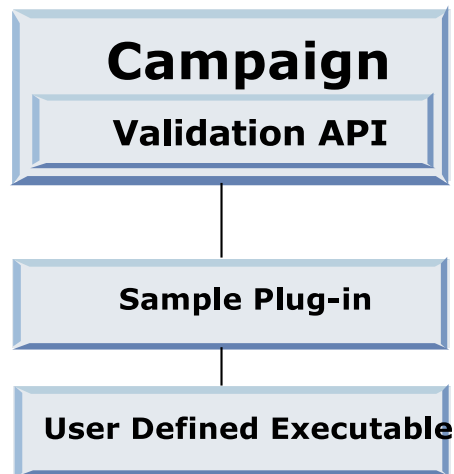 Campaign
Validation API
Sample Plug-in
User Defined Executable